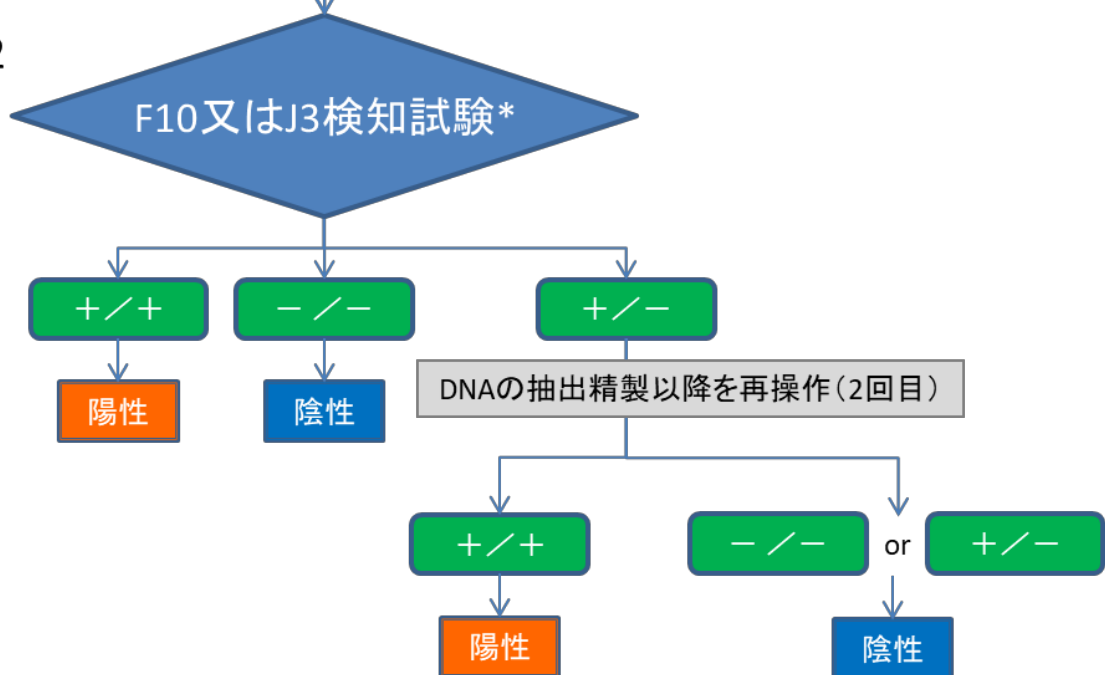 2
F10又はJ3検知試験*
+/+
-/-
+/-
陽性
陰性
DNAの抽出精製以降を再操作(2回目)
+/+
-/-
or
+/-
陽性
陰性